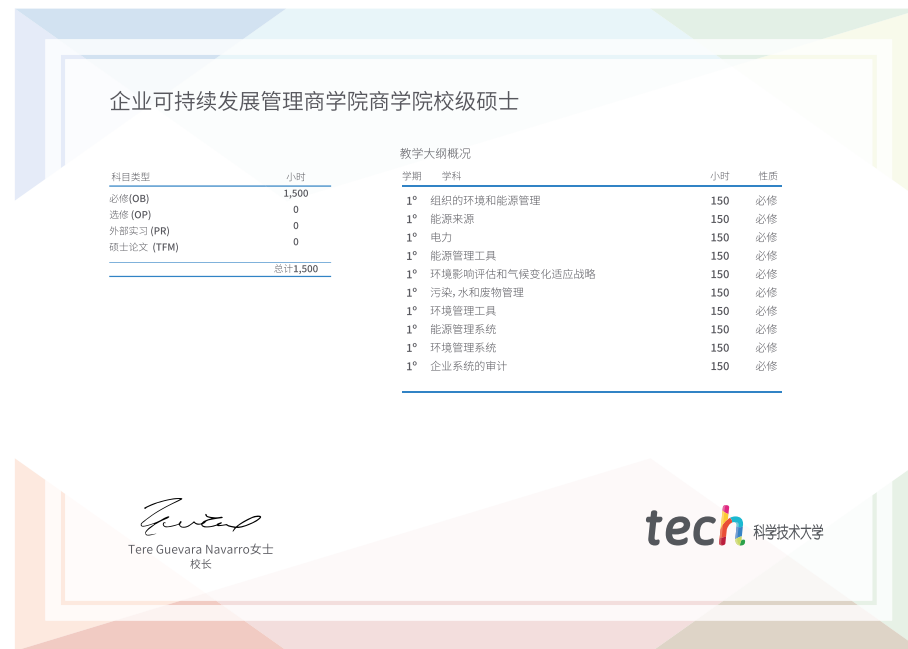 企业可持续发展管理商学院商学院校级硕士
科目类型 小时
必修(OB) 1,500
选修 (OP) 0
外部实习 (PR) 0
硕士论文 (TFM) 0
总计1,500
教学大纲概况
学期 学科 小时 性质
1º 组织的环境和能源管理 150 必修
1º 能源来源 150 必修
1º 电力 150 必修
1º 能源管理工具 150 必修
1º 环境影响评估和气候变化适应战略 150 必修
1º 污染，水和废物管理 150 必修
1º 环境管理工具 150 必修
1º 能源管理系统 150 必修
1º 环境管理系统 150 必修
1º 企业系统的审计 150 必修
Tere Guevara Navarro女士
校长
tech 科学技术大学